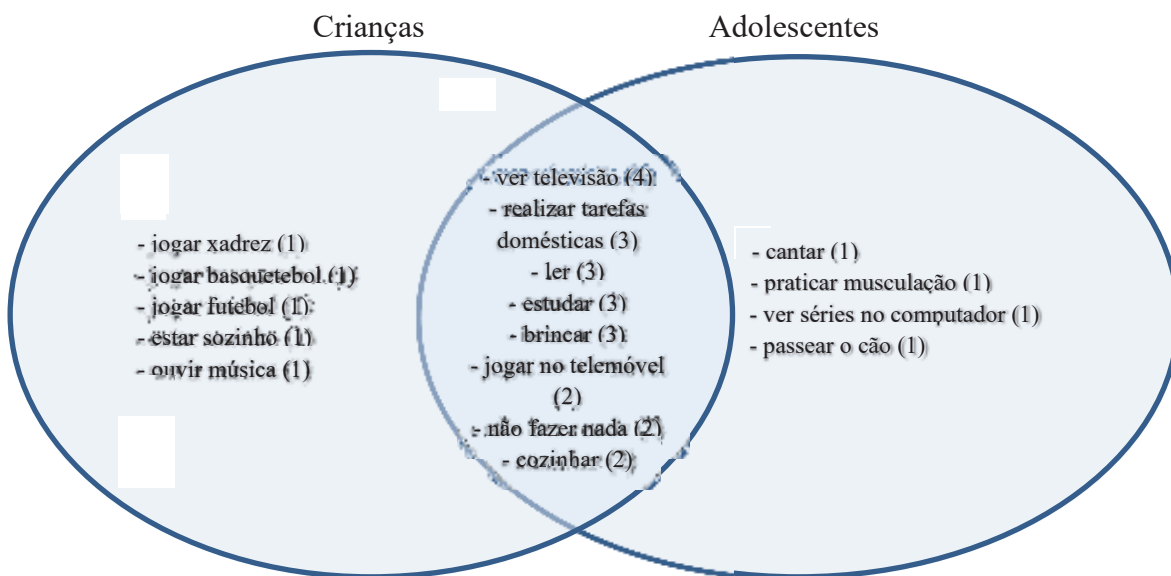 Crianças
Adolescentes
- jogar xadrez (1)
- jogar basquetebol (1)
- jogar futebol (1)
- estar sozinho (1)
- ouvir música (1)
- ver televisão (4)
- realizar tarefas
domésticas (3)
- ler (3)
- estudar (3)
- brincar (3)
- jogar no telemóvel
(2)
- não fazer nada (2)
- cozinhar (2)
- cantar (1)
- praticar musculação (1)
- ver séries no computador (1)
- passear o cão (1)